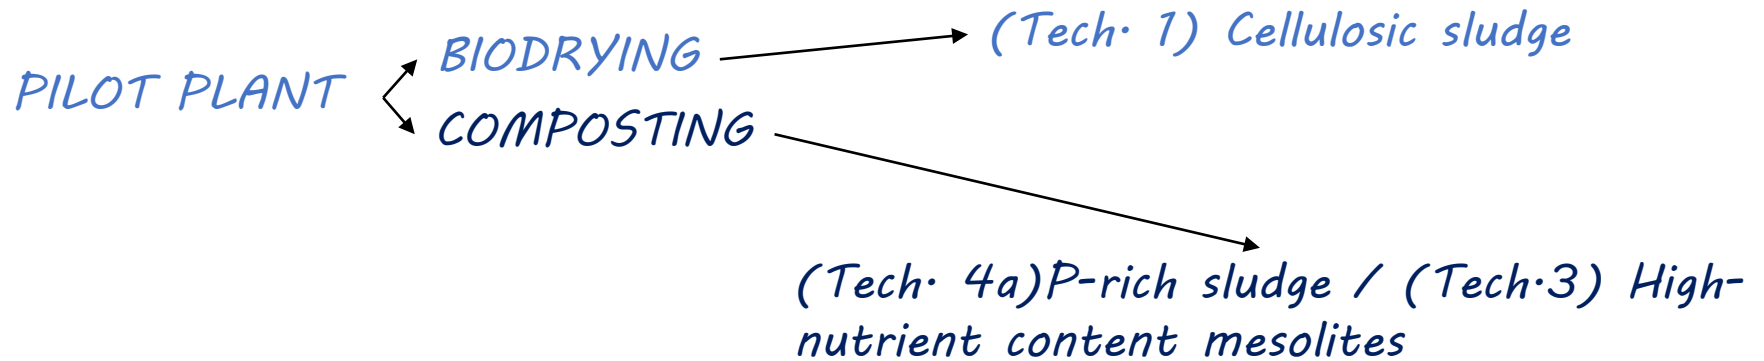 PILOT PLANT
BIODRYING
(Tech. 1) Cellulosic sludge
COMPOSTING
(Tech. 4a)P-rich sludge / (Tech.3) High-
nutrient content mesolites